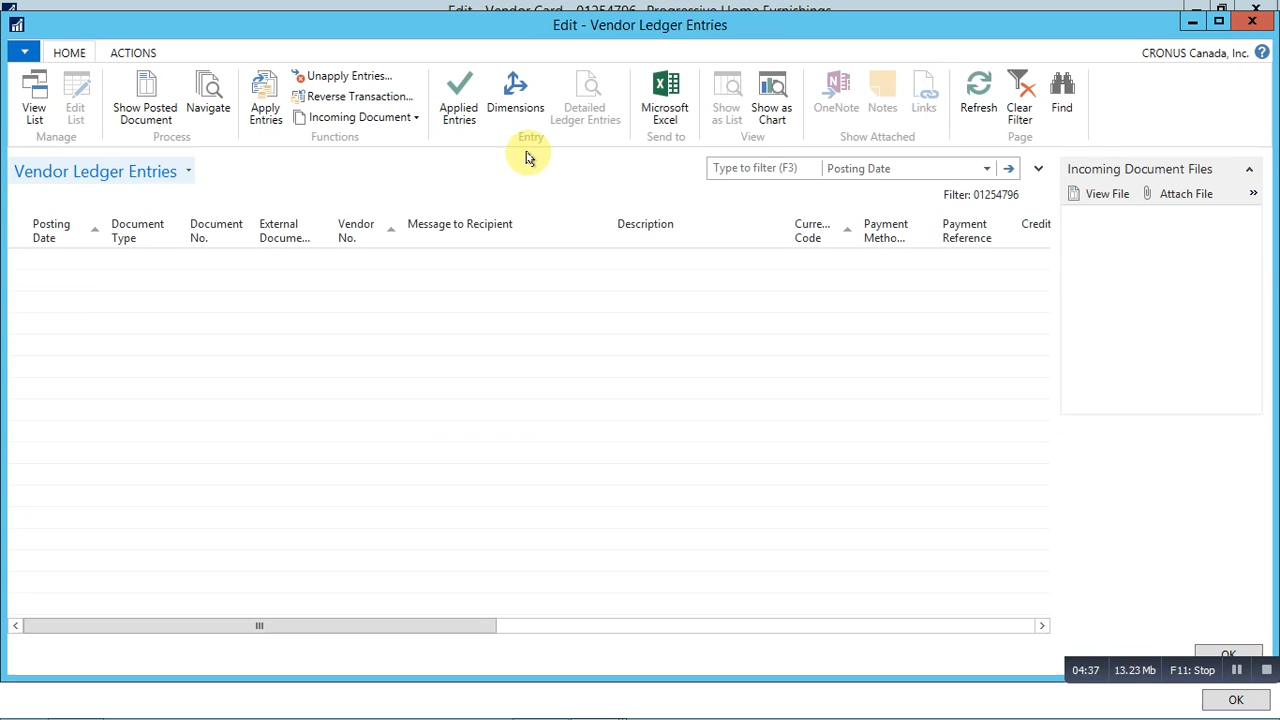 Edit - Vendor Card - 01254796 - Progressive Home Furnishings
Edit - Vendor Ledger Entries
HOME
ACTIONS
CRONUS Canada, Inc.
View List
Edit List
Manage
Show Posted Document
Navigate
Process
Apply Entries
Unapply Entries...
Reverse Transaction...
Incoming Document
Functions
Applied Entries
Dimensions
Detailed Ledger Entries
Entry
Microsoft Excel
Send to
Show as List
Show as Chart
View
OneNote
Notes
Links
Show Attached
Refresh
Clear Filter
Find
Page
Vendor Ledger Entries
Type to filter (F3)
Posting Date
Filter: 01254796
Posting Date
Document Type
Document No.
External Docume...
Vendor No.
Message to Recipient
Description
Curre... Code
Payment Metho...
Payment Reference
Credit
Incoming Document Files
View File
Attach File
OK
04:37
13.23 Mb
F11: Stop
OK